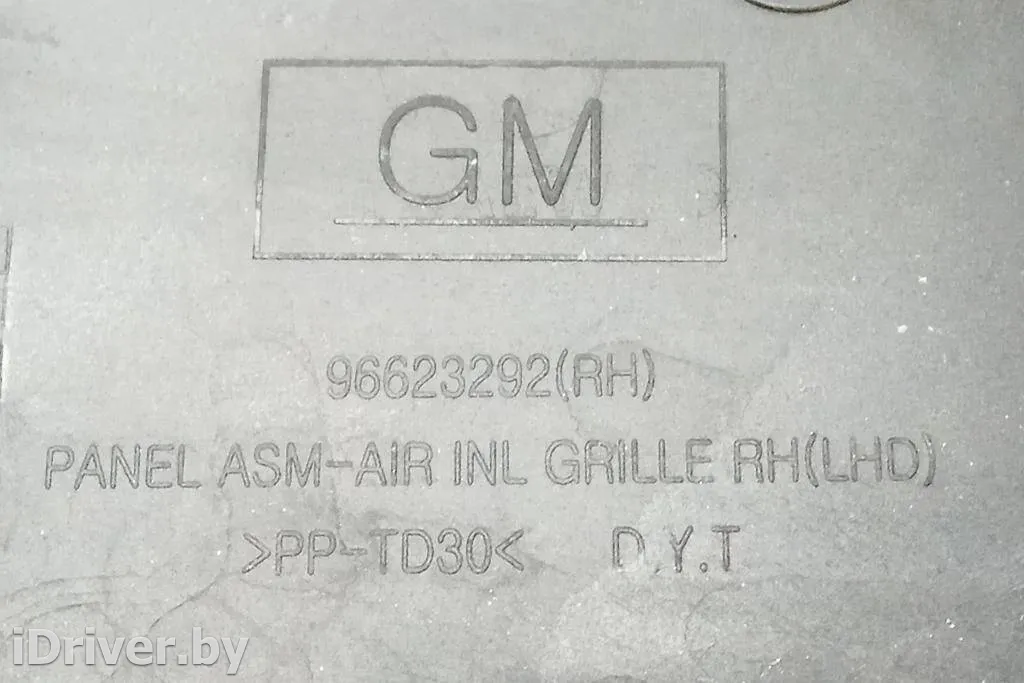 GM
96623292(RH)
PANEL ASM-AIR INL GRILLE RH(LHD)
>PP-TD30< D.Y.T
iDriver.by